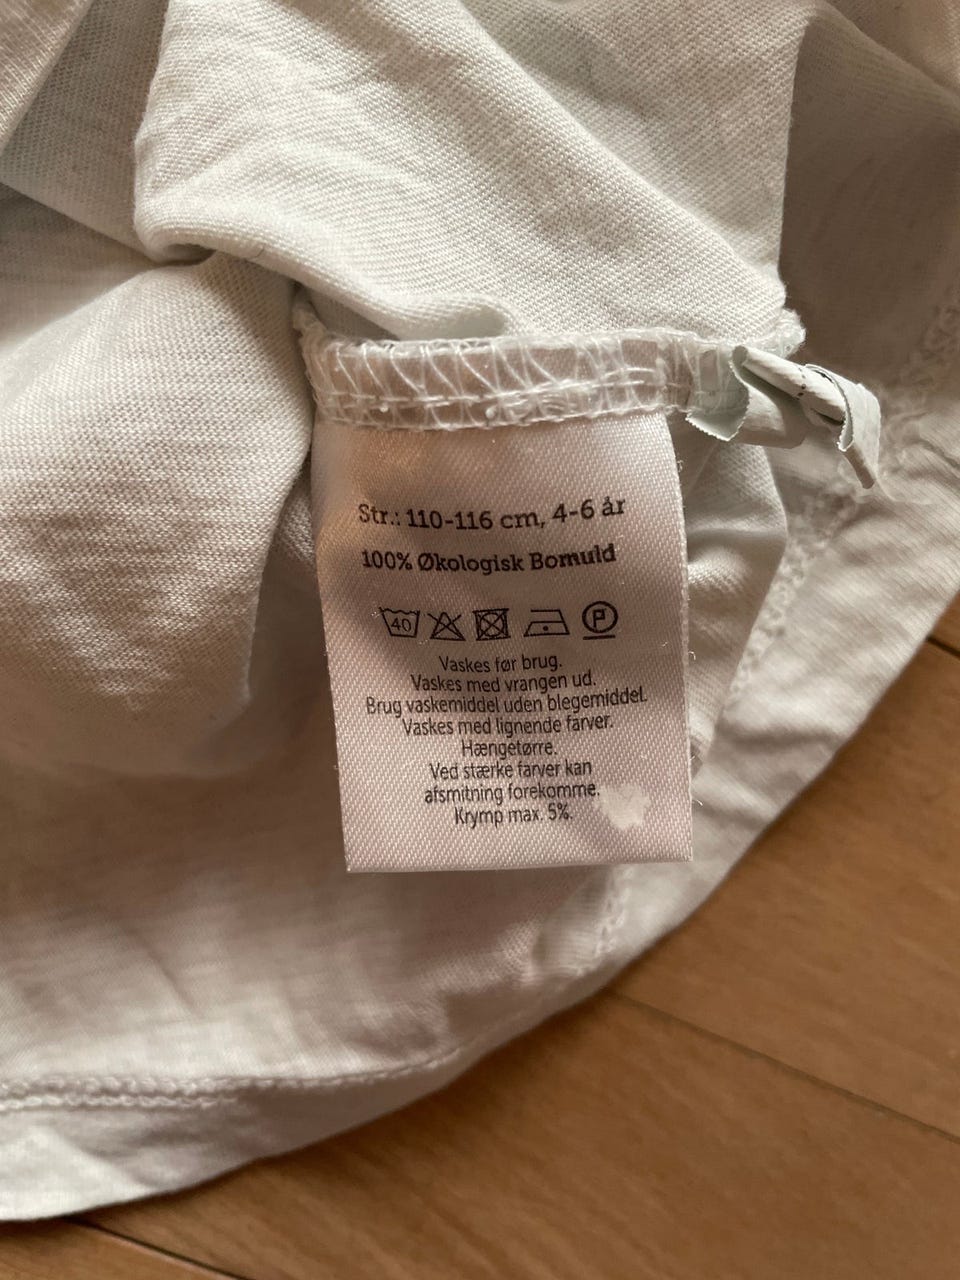 Str.: 110-116 cm, 4-6 år
100% Økologisk Bomuld
40 P
Vaskes før brug.
Vaskes med vrangen ud.
Brug vaskemiddel uden blegemiddel.
Vaskes med lignende farver.
Hængetørre.
Ved stærke farver kan
afsmitning forekomme.
Krymp max. 5%.